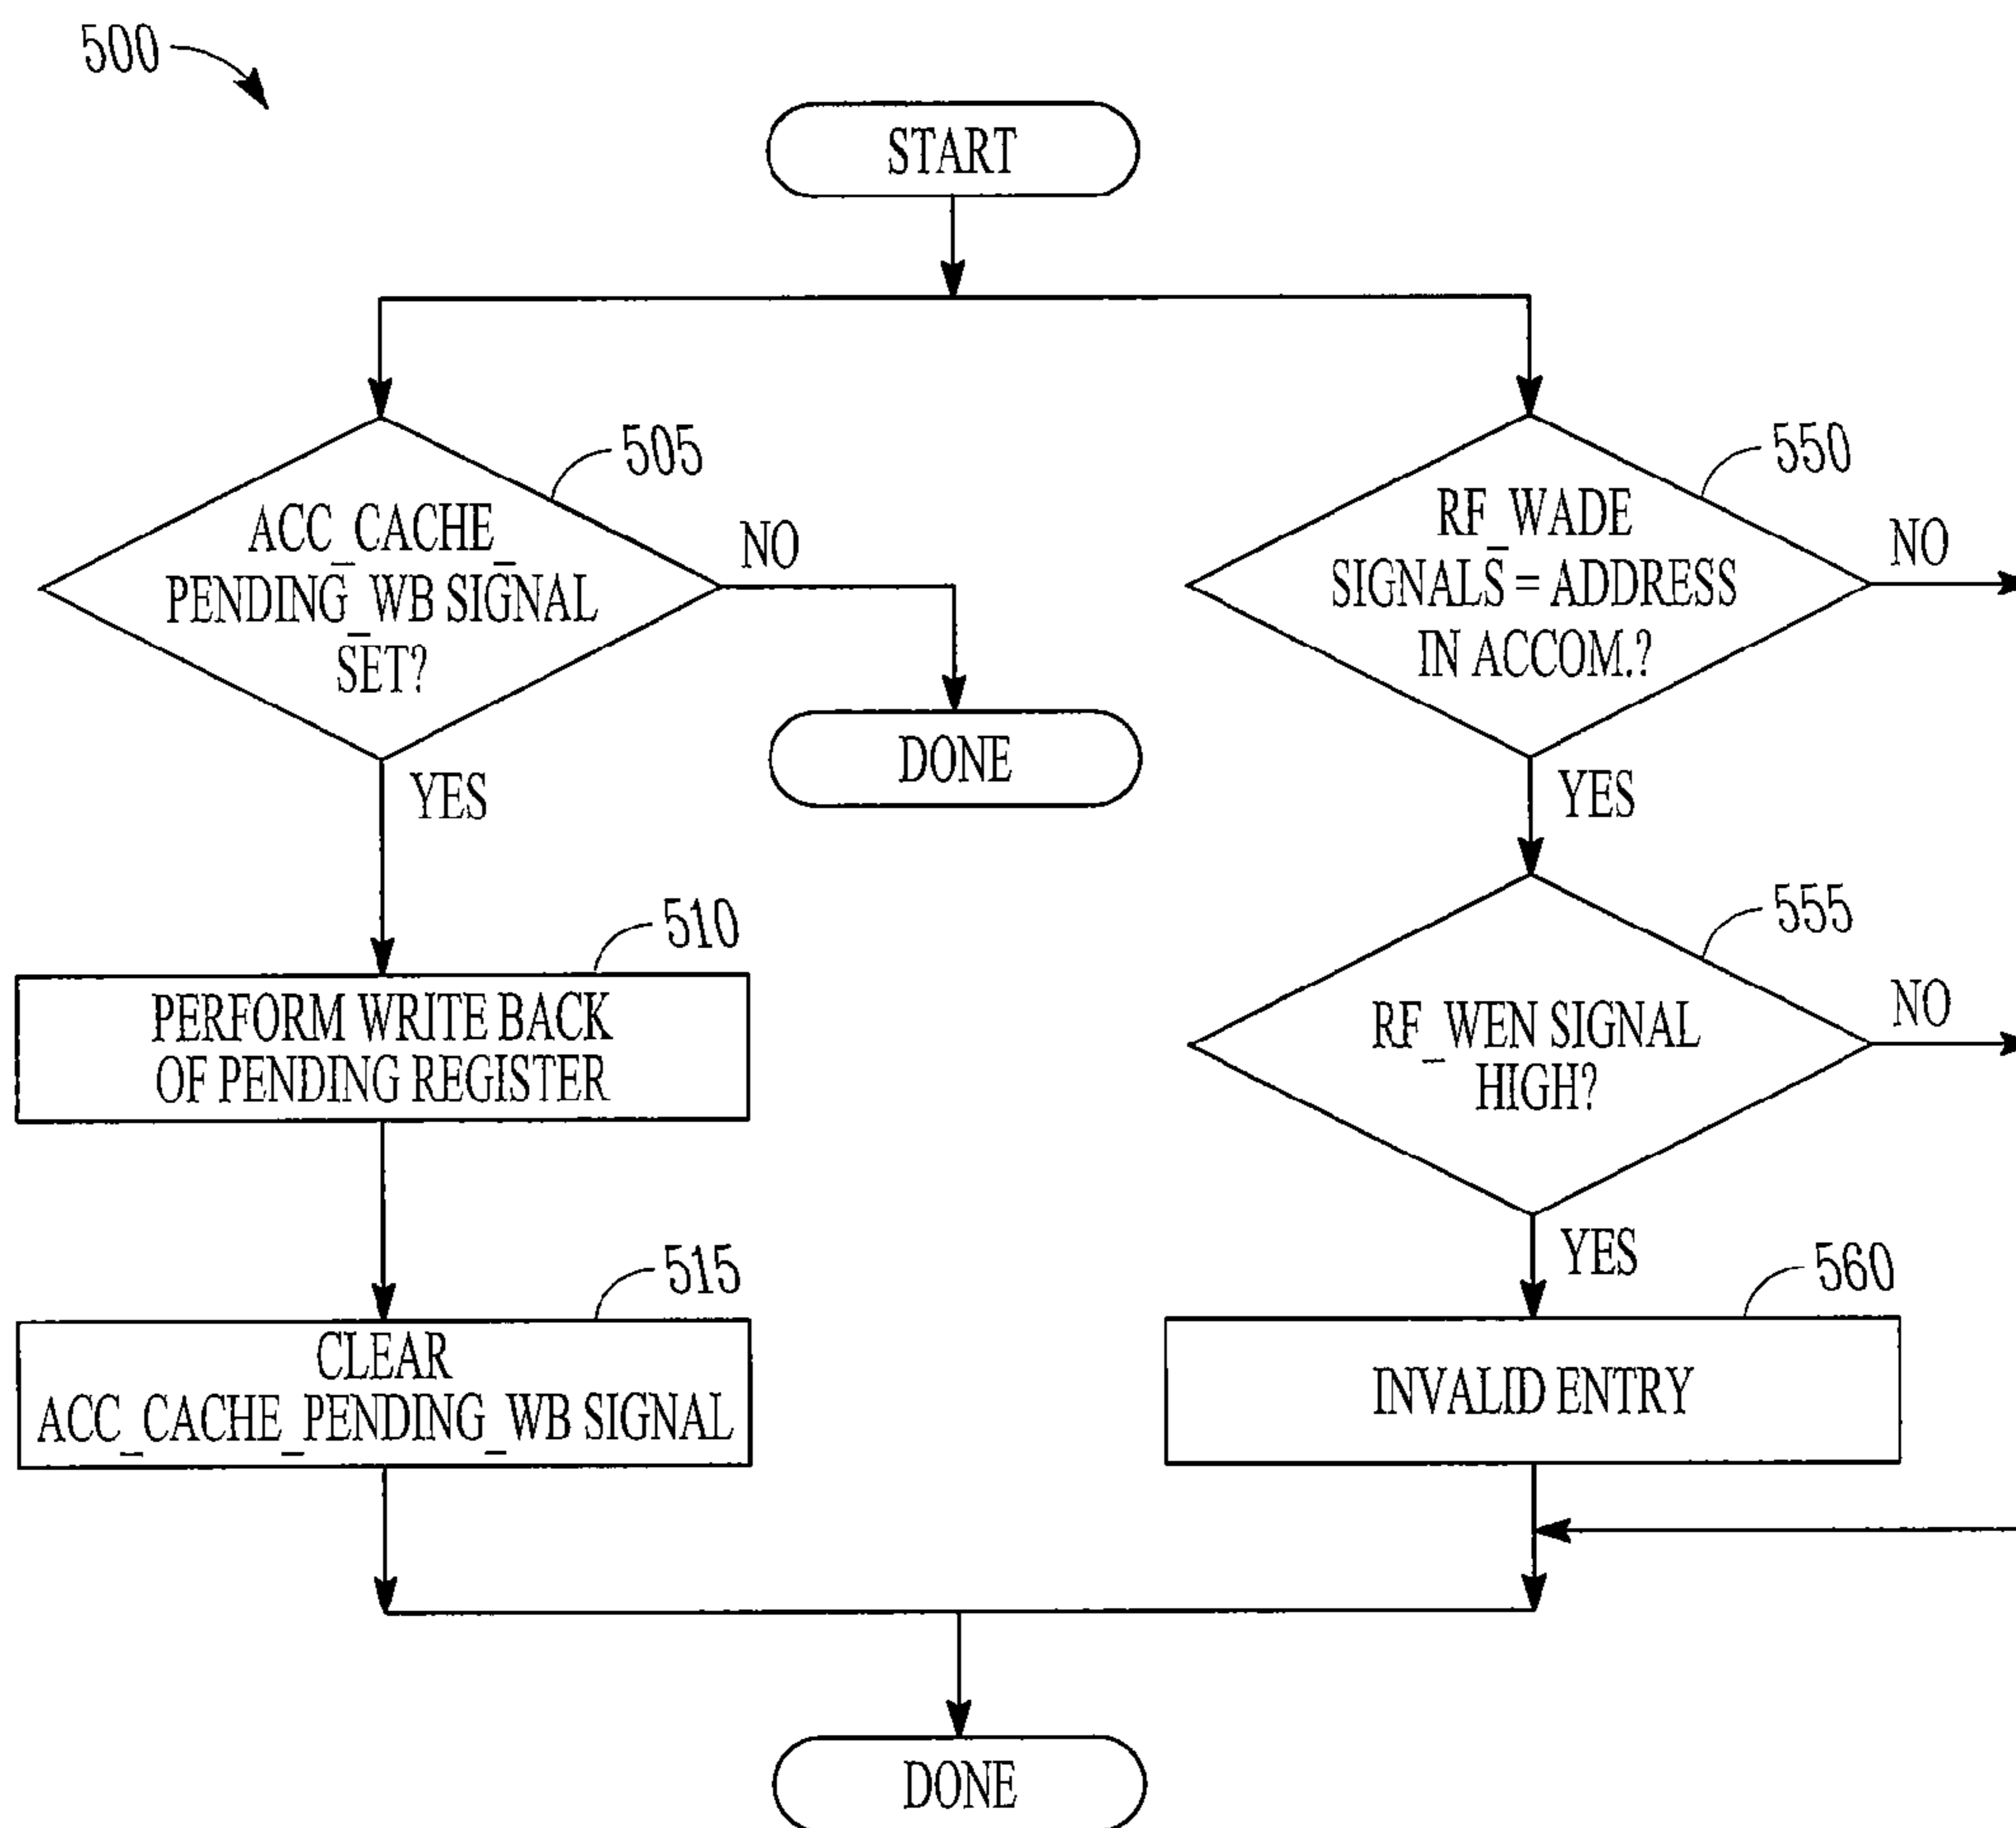 500
START
505
ACC_CACHE_
PENDING_WB SIGNAL
SET?
NO
550
RF_WADE
SIGNALS = ADDRESS
IN ACCOM.?
NO
DONE
YES
YES
510
PERFORM WRITE BACK
OF PENDING REGISTER
555
RF_WEN SIGNAL
HIGH?
NO
515
CLEAR
ACC_CACHE_PENDING_WB SIGNAL
YES
560
INVALID ENTRY
DONE